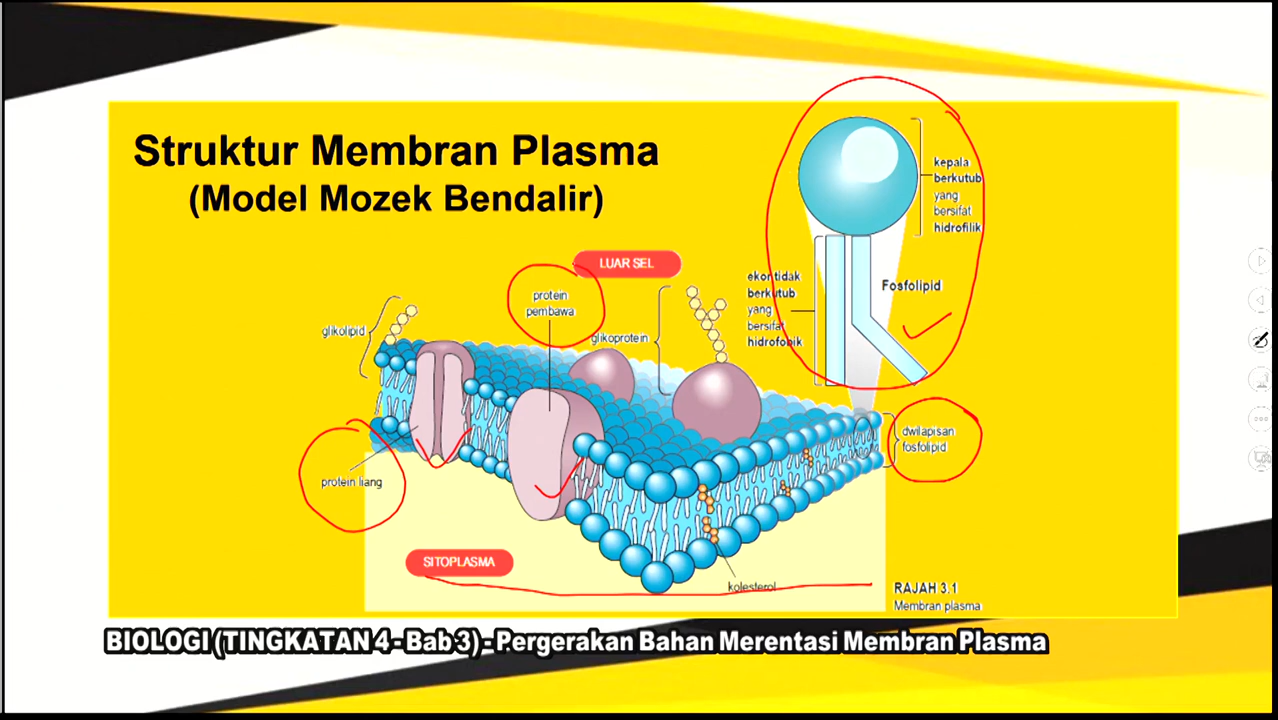 Struktur Membran Plasma
(Model Mozek Bendalir)
kepala
berkutub
yang
bersifat
hidrofilik
LUAR SEL
ekor tidak
berkutub
yang
bersifat
hidrofobik
Fosfolipid
protein
pembawa
glikolipid
glikoprotein
dwilapisan
fosfolipid
protein liang
SITOPLASMA
kolesterol
RAJAH 3.1
Membran plasma
BIOLOGI (TINGKATAN 4 - Bab 3) - Pergerakan Bahan Merentasi Membran Plasma